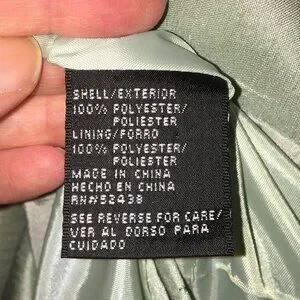 SHELL/EXTERIOR
100% POLYESTER/
POLIESTER
LINING/FORRO
100% POLYESTER/
POLIESTER
MADE IN CHINA
HECHO EN CHINA
RN#52438
SEE REVERSE FOR CARE/
VER AL DORSO PARA
CUIDADO